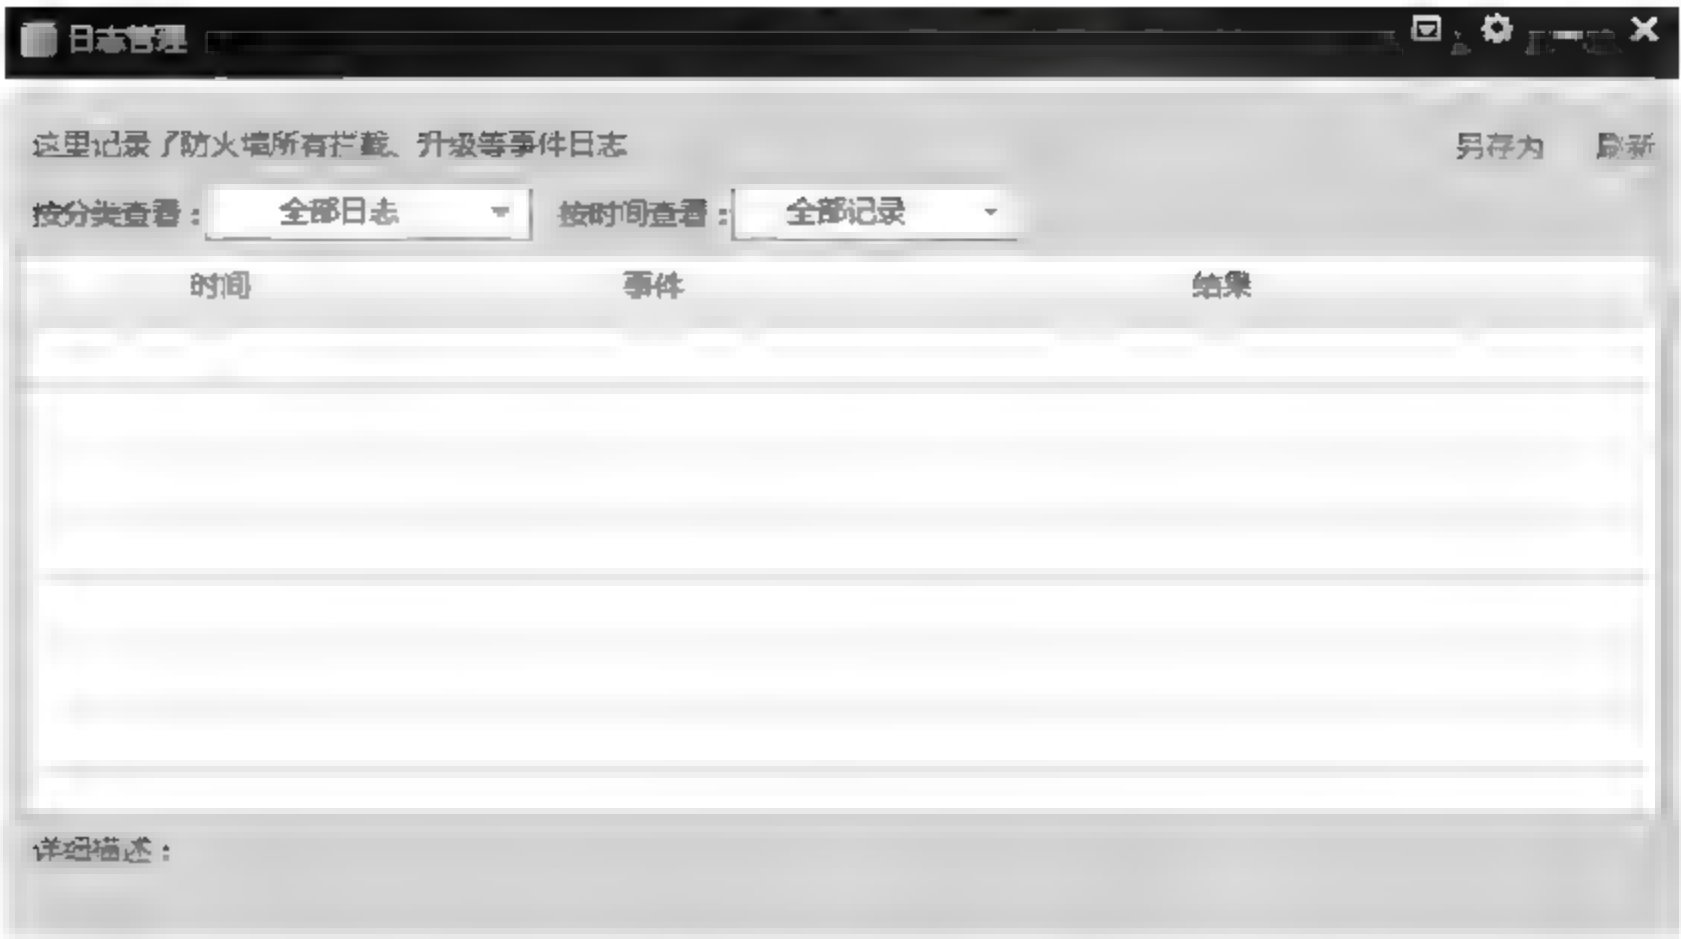 日志管理
这里记录了防火墙所有拦截、升级等事件日志 另存为 刷新
按分类查看： 全部日志 按时间查看： 全部记录
时间 事件 结果
详细描述：